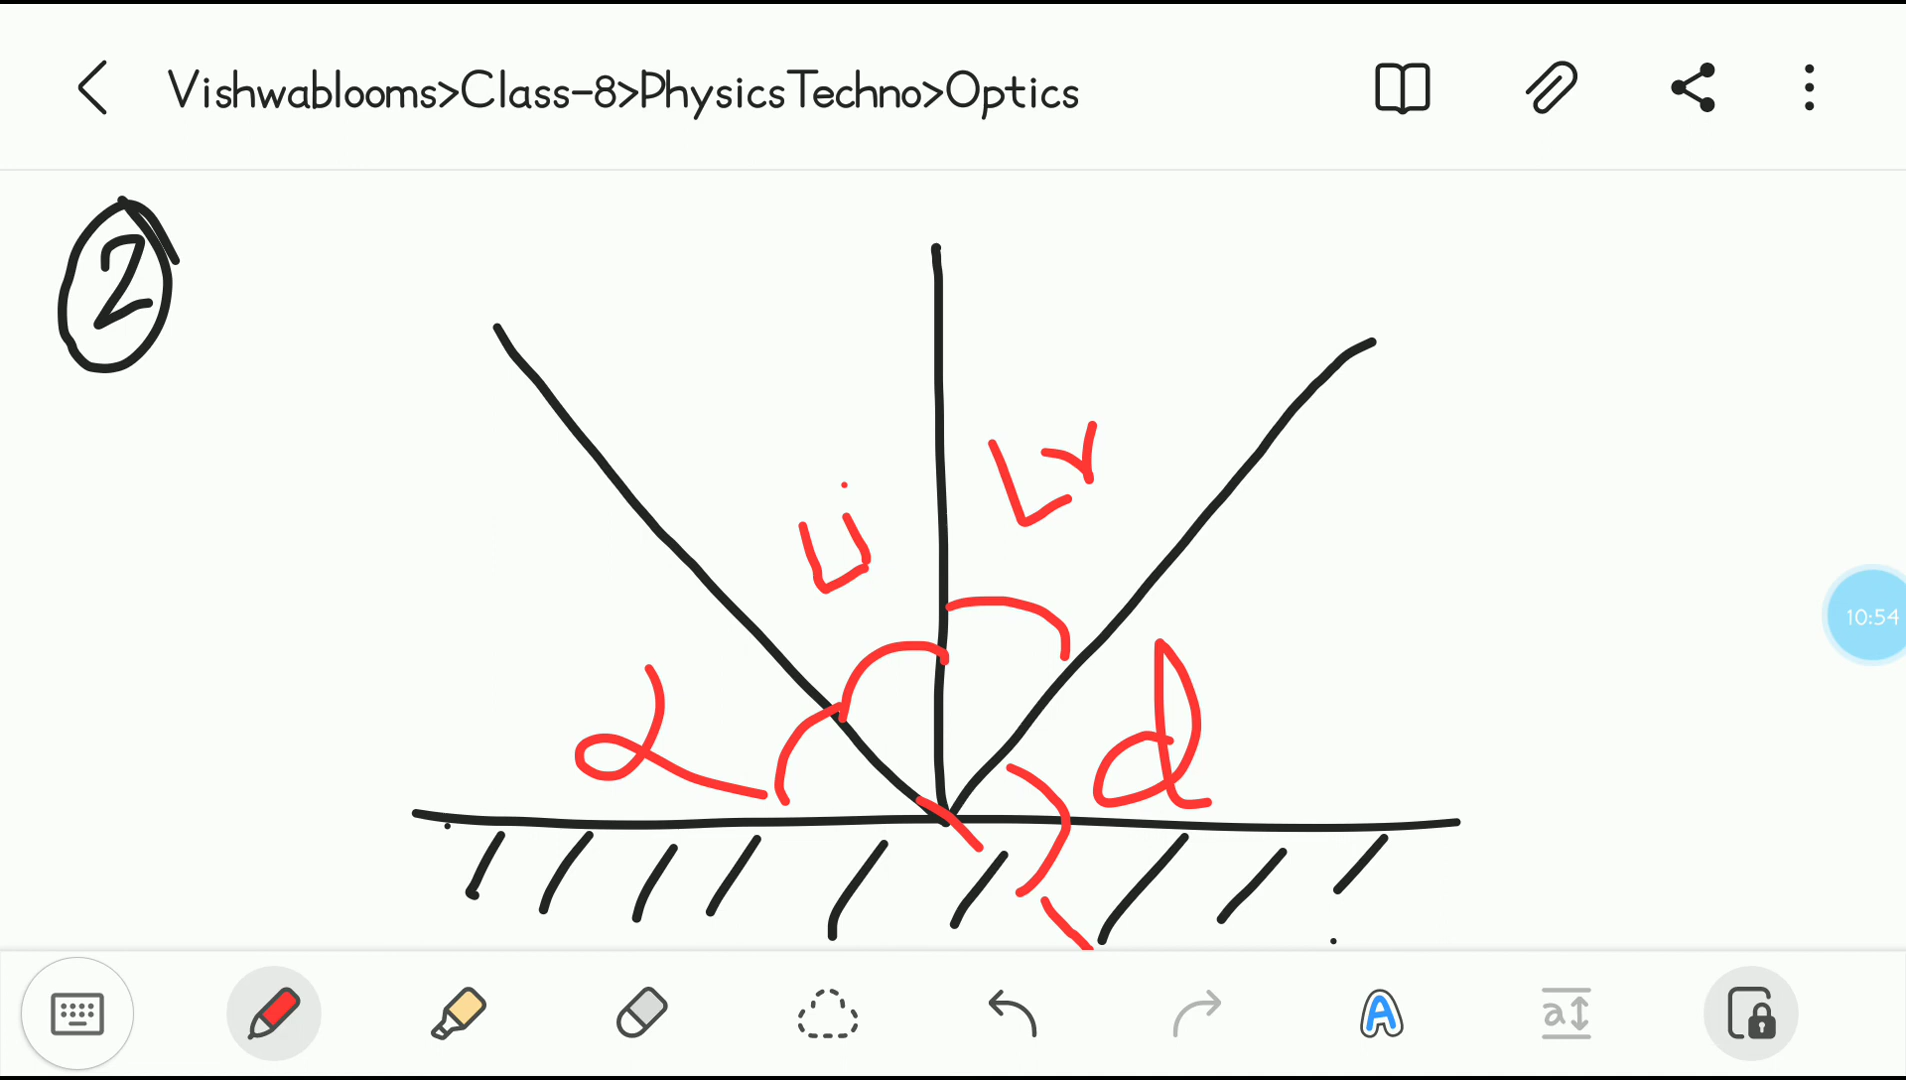 Vishwablooms>Class-8>PhysicsTechno>Optics
2
∠r
∠i
α
d
10:54
A
a